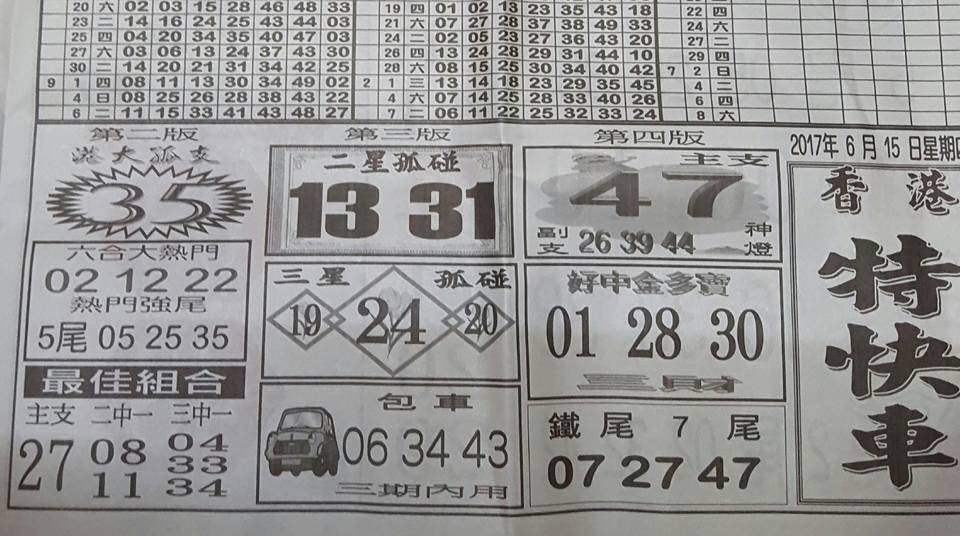 20 六 02 03 15 28 46 48 33
23 二 14 16 24 25 43 44 03
25 四 04 20 34 35 40 47 03
27 六 03 06 13 24 37 43 30
30 二 14 20 21 31 34 42 25
9 1 四 08 11 13 30 34 49 02
4 日 08 25 26 28 38 43 22
6 二 11 15 33 41 43 48 27
19 四 01 02 13 23 35 43 18
21 六 07 27 28 37 38 49 33
24 二 02 05 23 27 36 43 20
26 四 13 24 28 29 31 44 10
28 六 08 15 25 30 34 40 42
2 1 三 13 14 18 23 29 35 45
4 六 07 14 25 28 33 40 26
7 二 06 11 22 25 32 33 24
22 四
24 六
27 二
29 四
7 2 日
4 二
6 四
8 六
第二版
港大孤支
35
六合大熱門
02 12 22
熱門強尾
5尾 05 25 35
最佳組合
主支 二中一 三中一
27 08 11 04 33 34
第三版
二星孤碰
13 31
三星 孤碰
19 24 20
包車
06 34 43
三期內用
第四版
主支
47
副支 26 39 44 神燈
好中金多寶
01 28 30
三財
鐵尾 7 尾
07 27 47
2017年 6 月 15 日星期四
香港
特
快
車